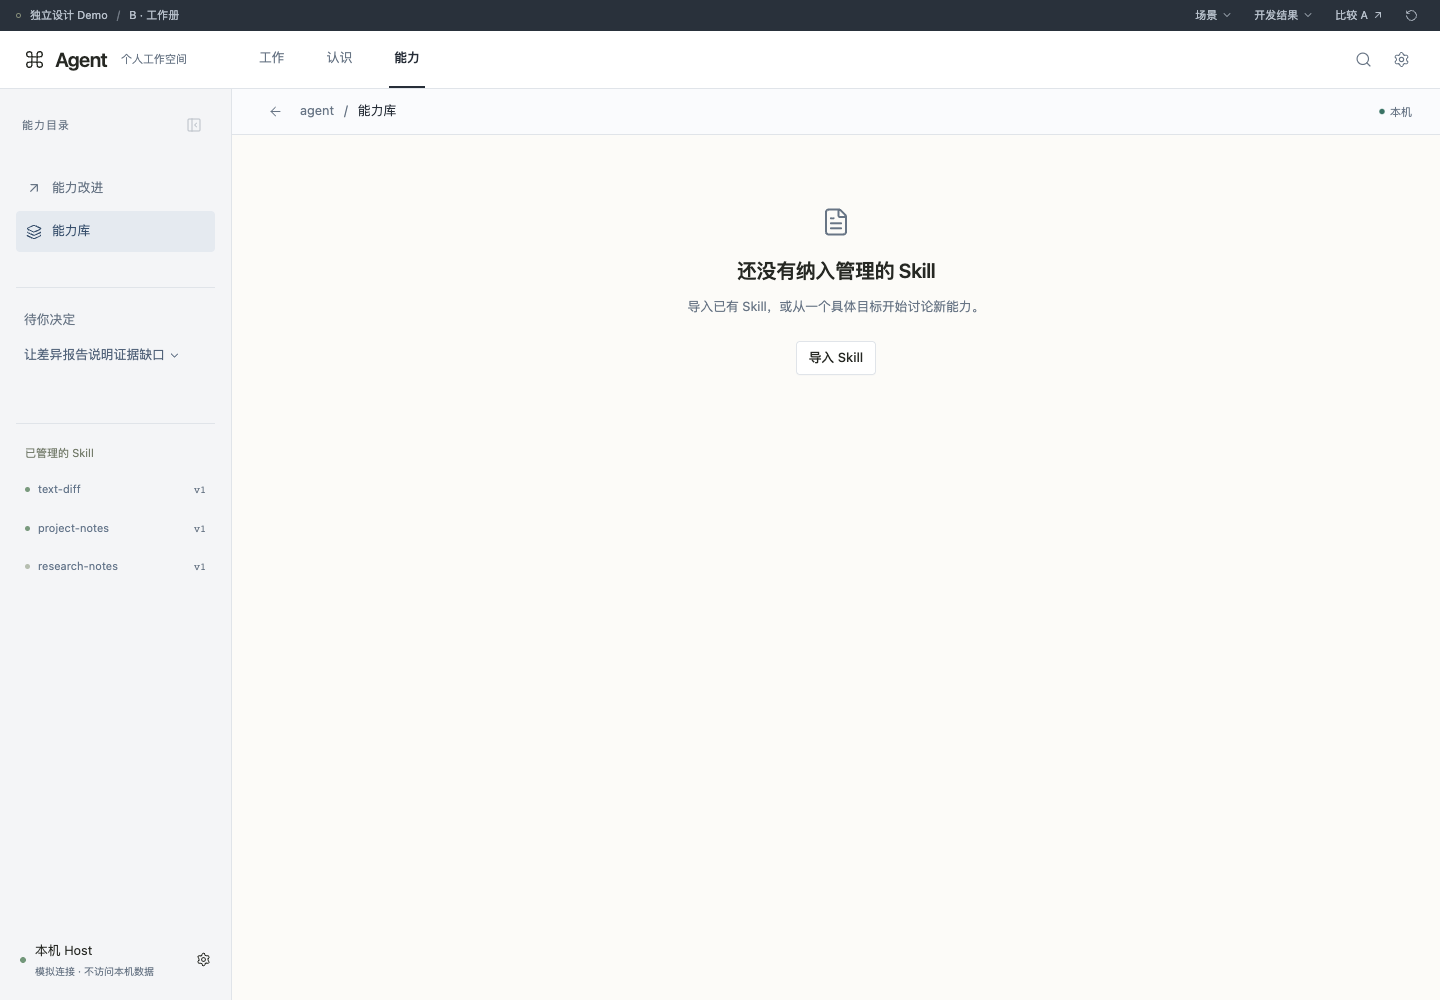 独立设计 Demo / B · 工作册
场景 开发结果 比较 A
Agent 个人工作空间
工作 认识 能力
能力目录
agent / 能力库
本机
能力改进
能力库
待你决定
让差异报告说明证据缺口
已管理的 Skill
text-diff v1
project-notes v1
research-notes v1
还没有纳入管理的 Skill
导入已有 Skill，或从一个具体目标开始讨论新能力。
导入 Skill
本机 Host
模拟连接 · 不访问本机数据